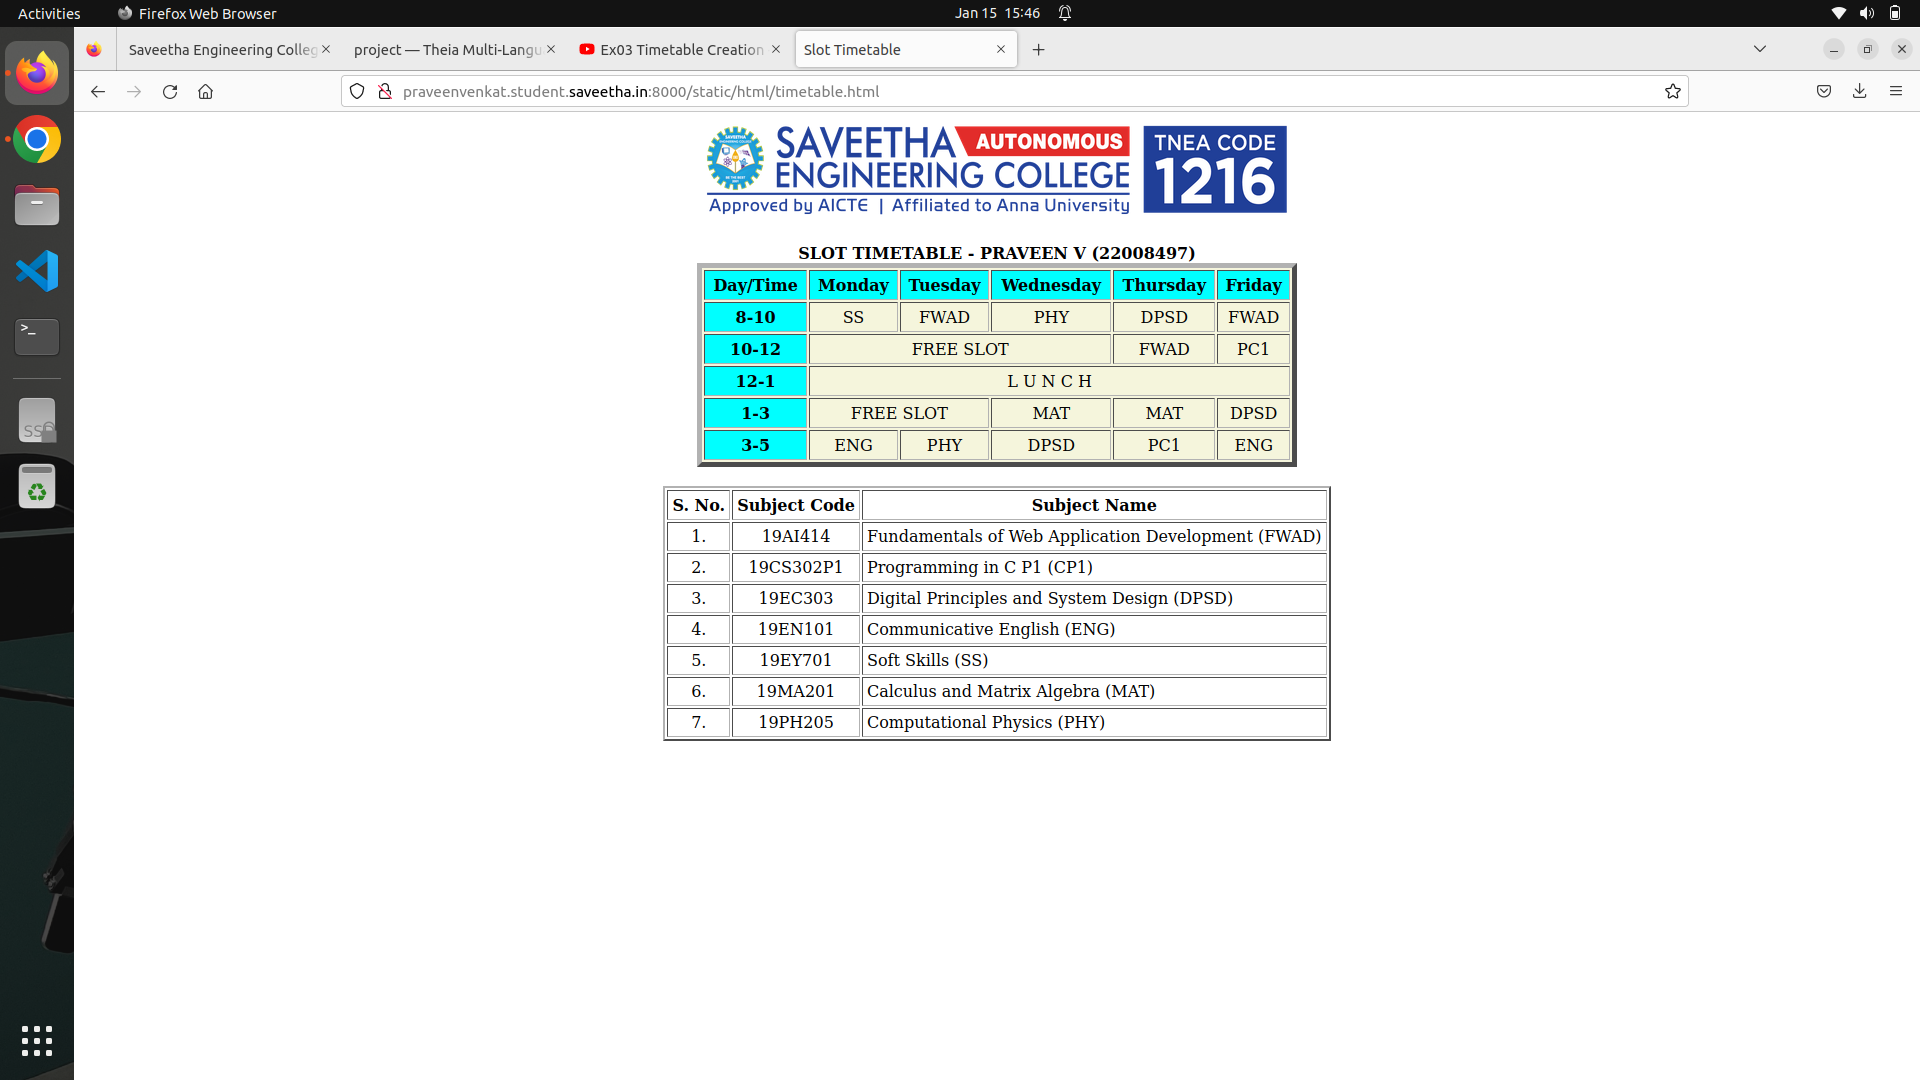 Activities Firefox Web Browser Jan 15 15:46
Saveetha Engineering Colleg project — Theia Multi-Langu Ex03 Timetable Creation Slot Timetable
praveenvenkat.student.saveetha.in:8000/static/html/timetable.html
SAVEETHA AUTONOMOUS
ENGINEERING COLLEGE
Approved by AICTE | Affiliated to Anna University
TNEA CODE
1216
SLOT TIMETABLE - PRAVEEN V (22008497)
Day/Time Monday Tuesday Wednesday Thursday Friday
8-10 SS FWAD PHY DPSD FWAD
10-12 FREE SLOT FWAD PC1
12-1 L U N C H
1-3 FREE SLOT MAT MAT DPSD
3-5 ENG PHY DPSD PC1 ENG
S. No. Subject Code Subject Name
1. 19AI414 Fundamentals of Web Application Development (FWAD)
2. 19CS302P1 Programming in C P1 (CP1)
3. 19EC303 Digital Principles and System Design (DPSD)
4. 19EN101 Communicative English (ENG)
5. 19EY701 Soft Skills (SS)
6. 19MA201 Calculus and Matrix Algebra (MAT)
7. 19PH205 Computational Physics (PHY)
>_